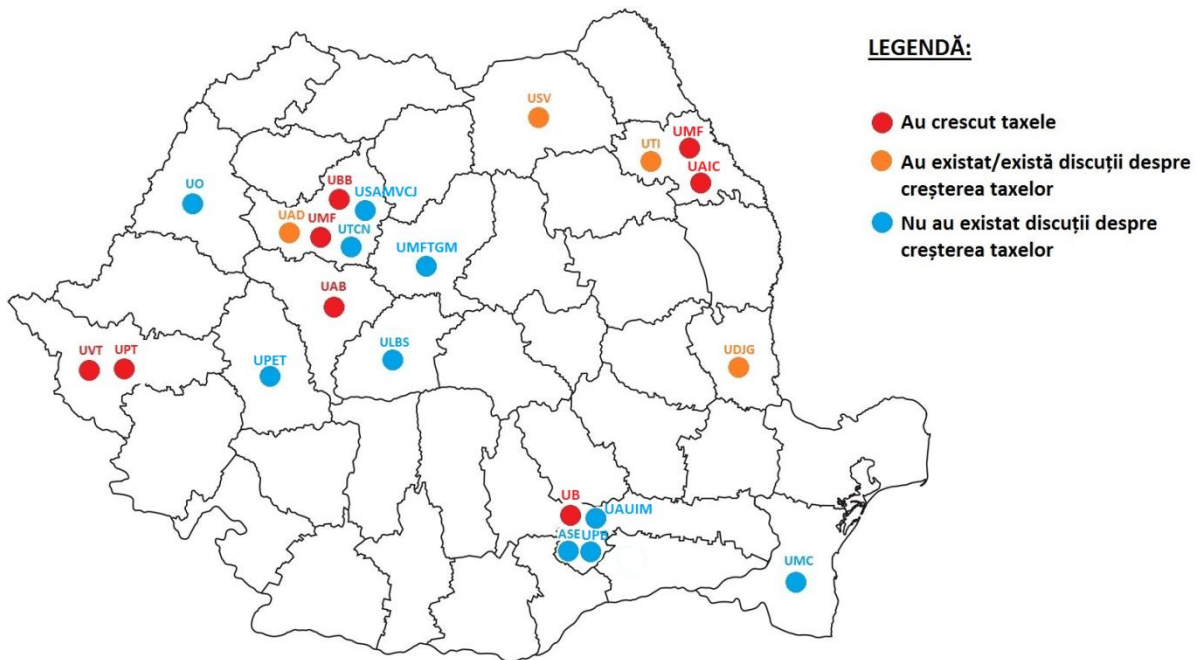 LEGENDĂ:
Au crescut taxele
Au existat/există discuții despre
creșterea taxelor
Nu au existat discuții despre
creșterea taxelor
USV
UTI
UMF
UAIC
UO
UBB
USAMVCJ
UAD
UMF
UTCN
UMFTGM
UAB
UVT
UPT
UPET
ULBS
UDJG
UB
UAUIM
ASE
UPB
UMC